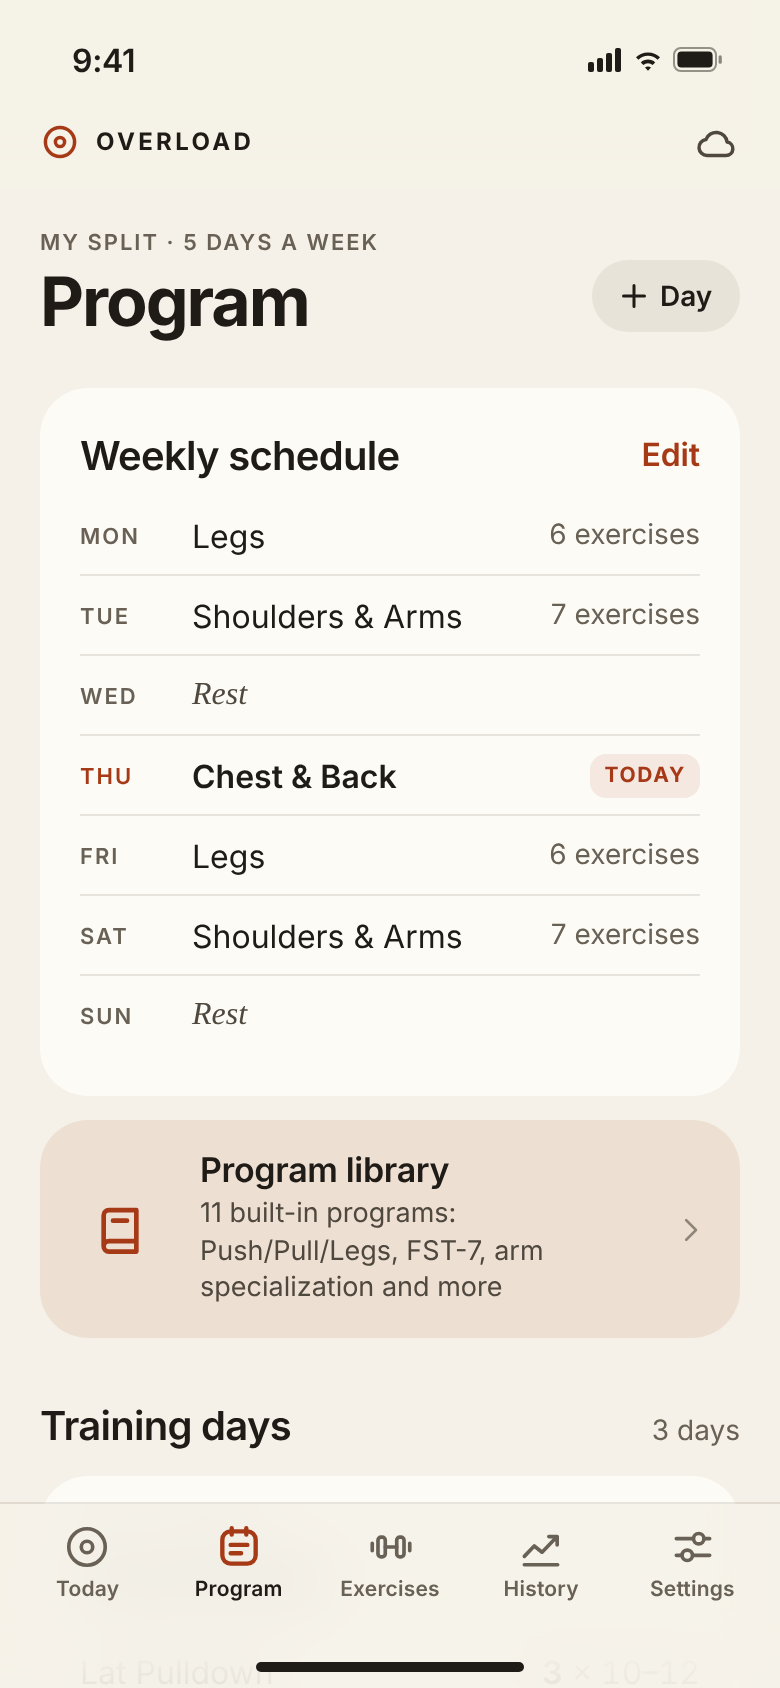 9:41
OVERLOAD
MY SPLIT · 5 DAYS A WEEK
Program
+ Day
Weekly schedule
Edit
MON Legs 6 exercises
TUE Shoulders & Arms 7 exercises
WED Rest
THU Chest & Back TODAY
FRI Legs 6 exercises
SAT Shoulders & Arms 7 exercises
SUN Rest
Program library
11 built-in programs:
Push/Pull/Legs, FST-7, arm
specialization and more
Training days
3 days
Today Program Exercises History Settings
Lat Pulldown 3 × 10–12